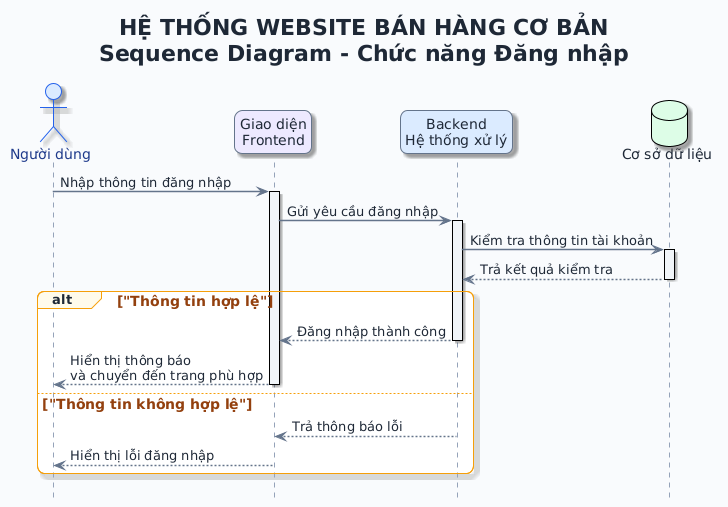 HỆ THỐNG WEBSITE BÁN HÀNG CƠ BẢN
Sequence Diagram - Chức năng Đăng nhập
Người dùng
Giao diện
Frontend
Backend
Hệ thống xử lý
Cơ sở dữ liệu
Nhập thông tin đăng nhập
Gửi yêu cầu đăng nhập
Kiểm tra thông tin tài khoản
Trả kết quả kiểm tra
alt
["Thông tin hợp lệ"]
Đăng nhập thành công
Hiển thị thông báo
và chuyển đến trang phù hợp
["Thông tin không hợp lệ"]
Trả thông báo lỗi
Hiển thị lỗi đăng nhập